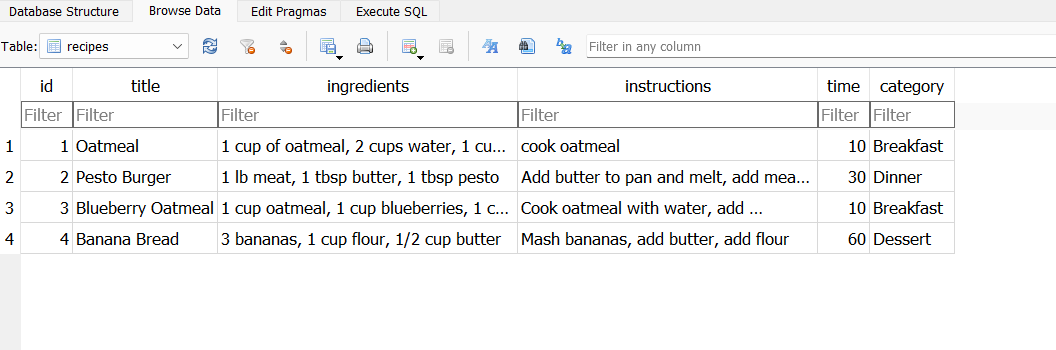 Database Structure Browse Data Edit Pragmas Execute SQL
Table: recipes Filter in any column
id title ingredients instructions time category
Filter Filter Filter Filter Filter Filter
1 1 Oatmeal 1 cup of oatmeal, 2 cups water, 1 cu... cook oatmeal 10 Breakfast
2 2 Pesto Burger 1 lb meat, 1 tbsp butter, 1 tbsp pesto Add butter to pan and melt, add mea... 30 Dinner
3 3 Blueberry Oatmeal 1 cup oatmeal, 1 cup blueberries, 1 c... Cook oatmeal with water, add ... 10 Breakfast
4 4 Banana Bread 3 bananas, 1 cup flour, 1/2 cup butter Mash bananas, add butter, add flour 60 Dessert